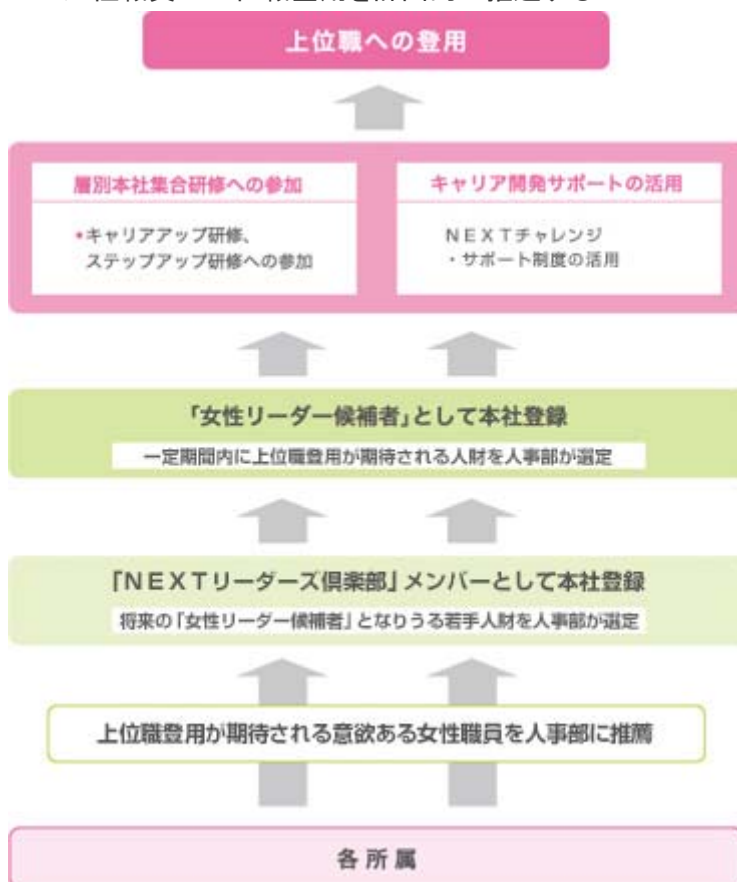 上位職への登用
層別本社集合研修への参加
•キャリアアップ研修、
ステップアップ研修への参加
キャリア開発サポートの活用
ＮＥＸＴチャレンジ
・サポート制度の活用
「女性リーダー候補者」として本社登録
一定期間内に上位職登用が期待される人財を人事部が選定
「ＮＥＸＴリーダーズ倶楽部」メンバーとして本社登録
将来の「女性リーダー候補者」となりうる若手人財を人事部が選定
上位職登用が期待される意欲ある女性職員を人事部に推薦
各所属